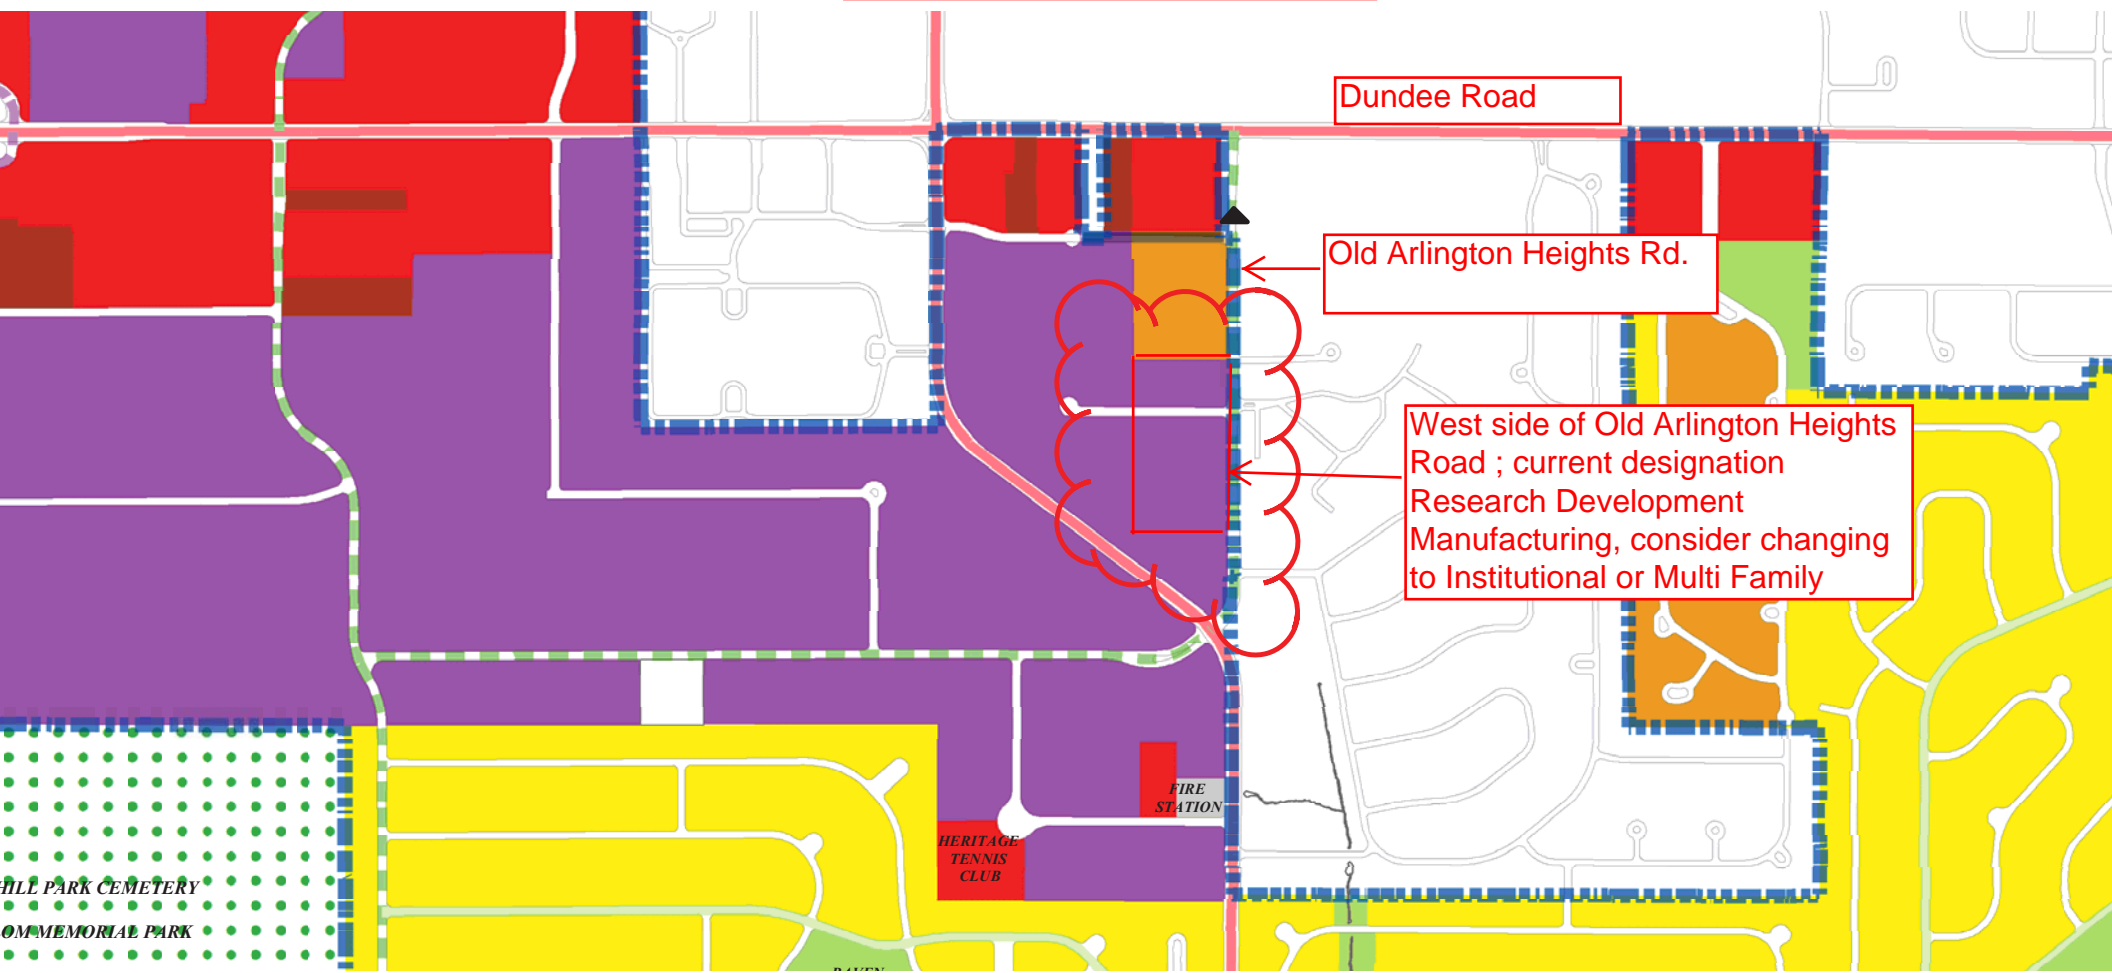 Dundee Road
Old Arlington Heights Rd.
West side of Old Arlington Heights
Road ; current designation
Research Development
Manufacturing, consider changing
to Institutional or Multi Family
FIRE
STATION
HERITAGE
TENNIS
CLUB
HILL PARK CEMETERY
OM MEMORIAL PARK